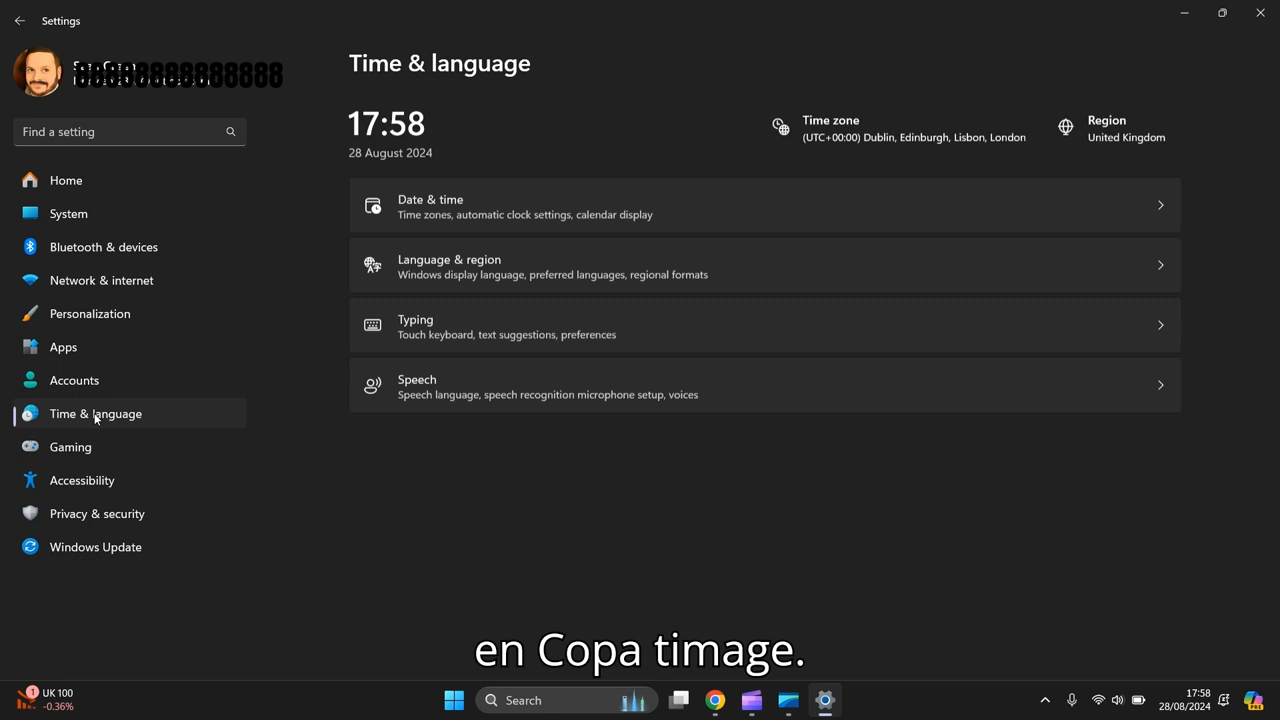 Settings
Time & language
17:58
28 August 2024
Time zone
(UTC+00:00) Dublin, Edinburgh, Lisbon, London
Region
United Kingdom
Find a setting
Home
System
Bluetooth & devices
Network & internet
Personalization
Apps
Accounts
Time & language
Gaming
Accessibility
Privacy & security
Windows Update
Date & time
Time zones, automatic clock settings, calendar display
Language & region
Windows display language, preferred languages, regional formats
Typing
Touch keyboard, text suggestions, preferences
Speech
Speech language, speech recognition microphone setup, voices
en Copa timage.
1
UK 100
-0.36%
Search
PRE
17:58
28/08/2024